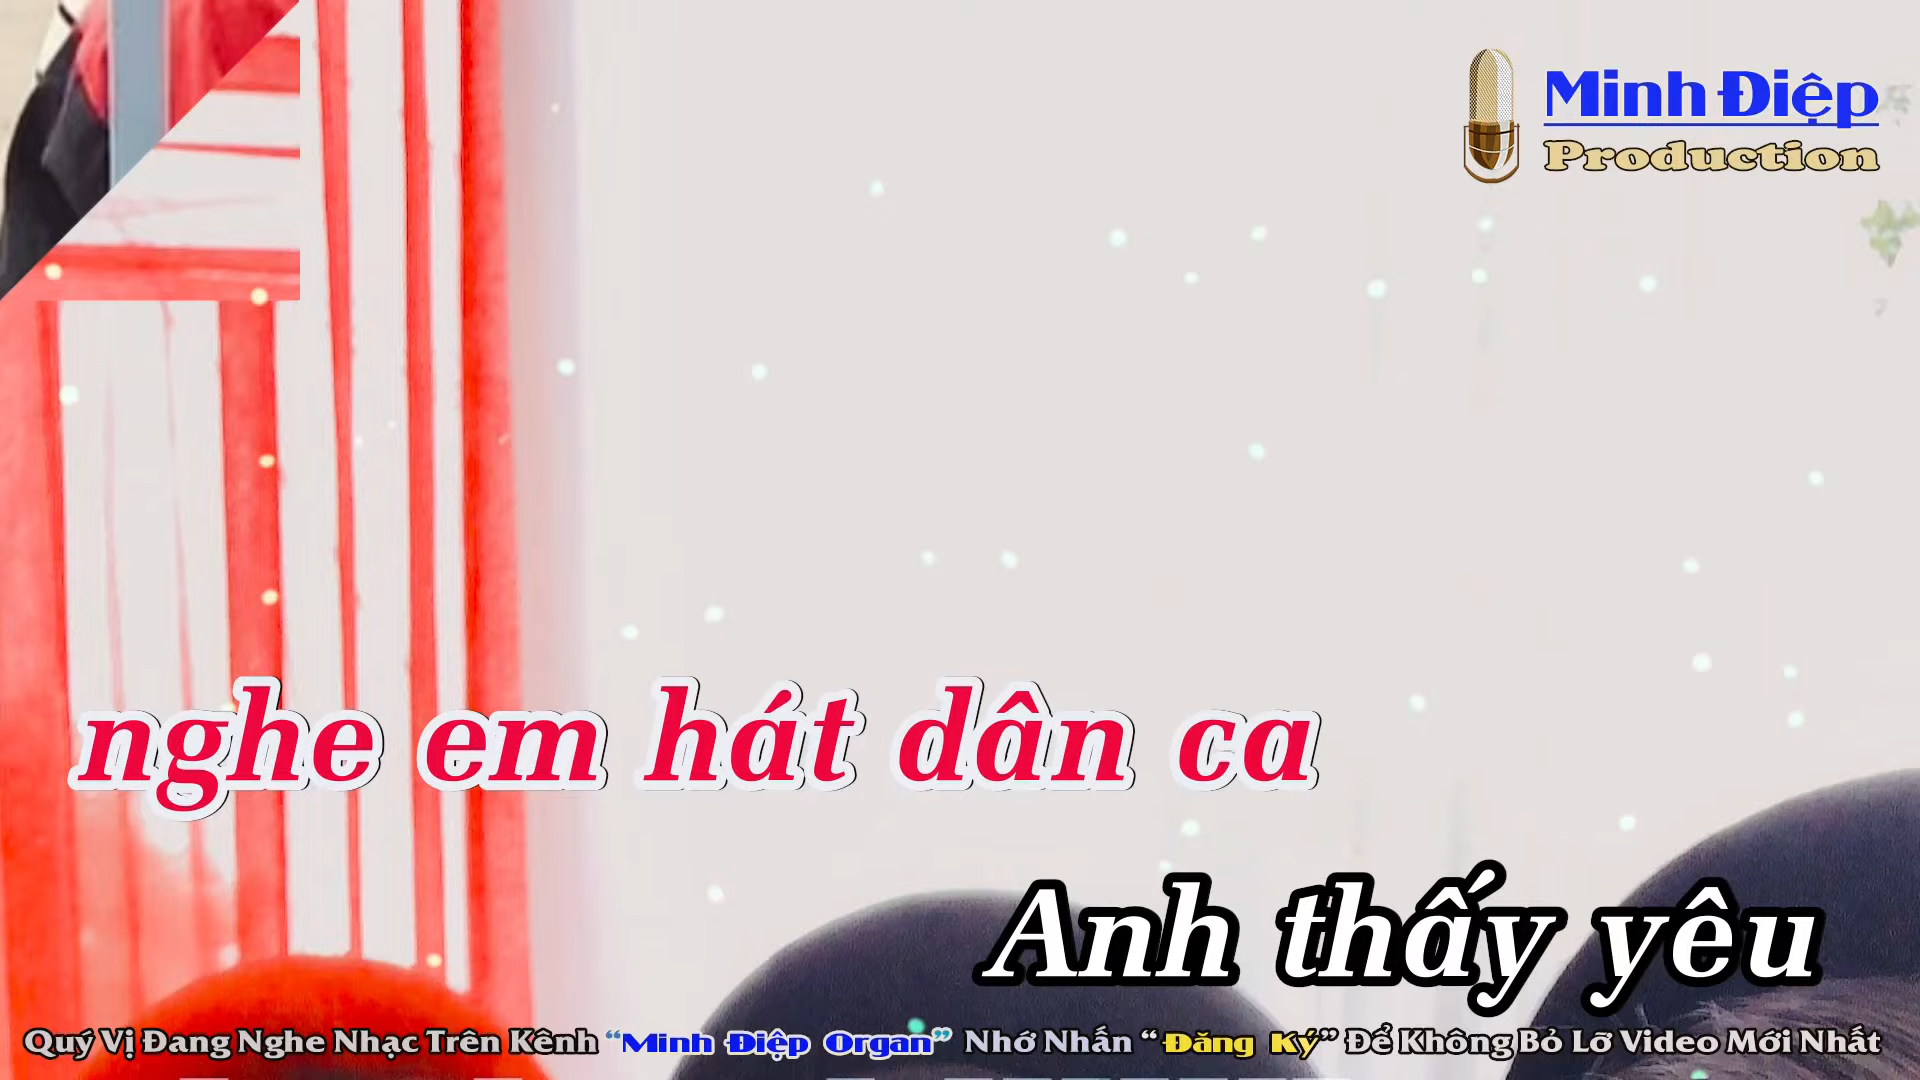 Minh Điệp
Production
nghe em hát dân ca
Anh thấy yêu
Quý Vị Đang Nghe Nhạc Trên Kênh “Minh Điệp Organ” Nhớ Nhấn “Đăng Ký” Để Không Bỏ Lỡ Video Mới Nhất